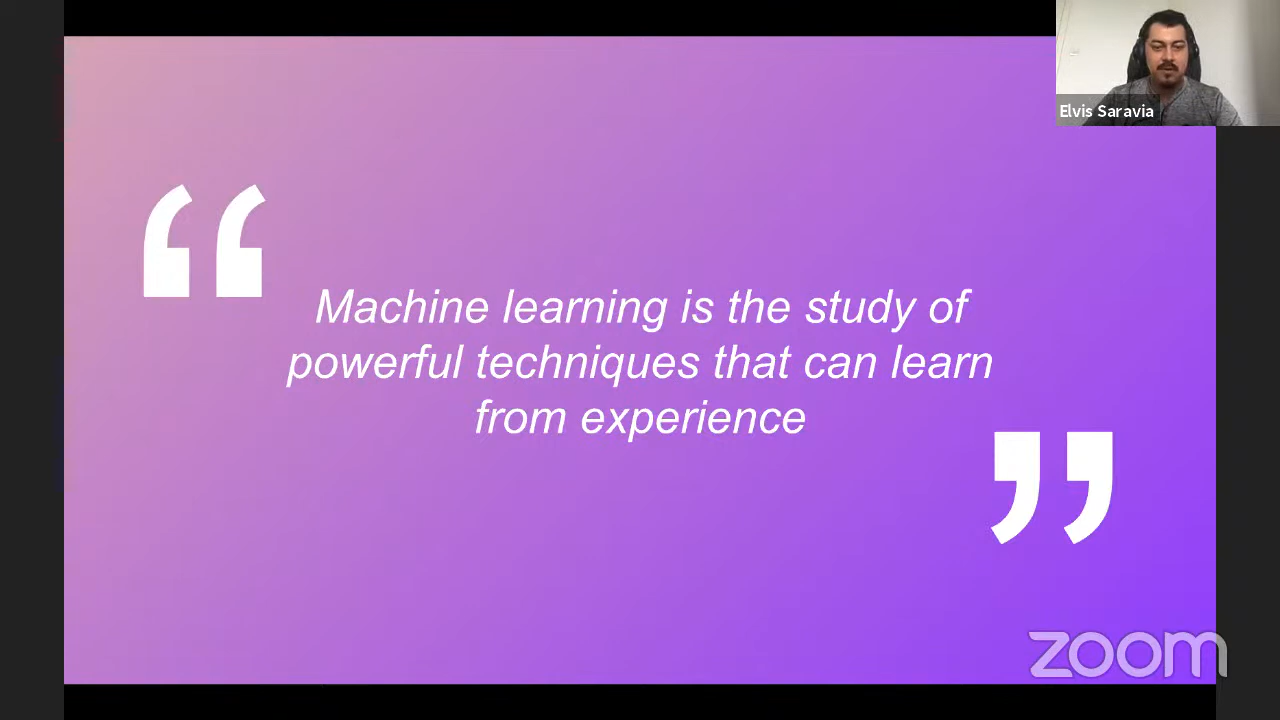 Elvis Saravia
“
Machine learning is the study of
powerful techniques that can learn
from experience
”
zoom